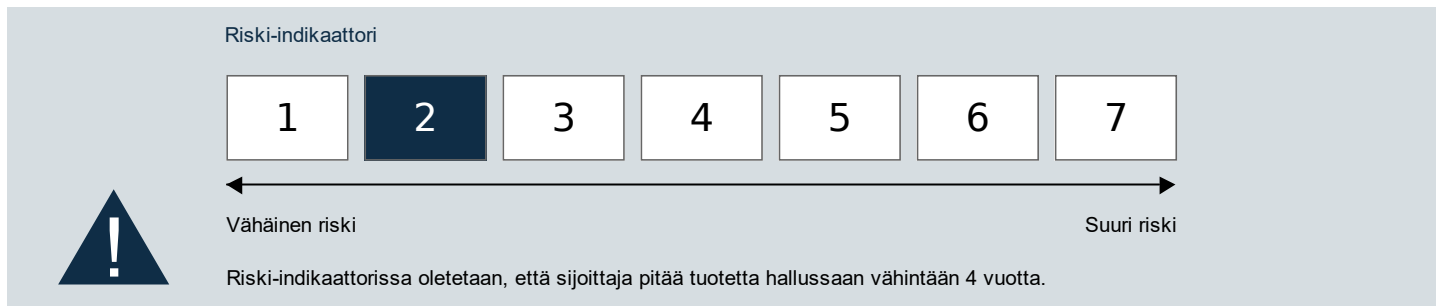 Riski-indikaattori
1 2 3 4 5 6 7
Vähäinen riski Suuri riski
!
Riski-indikaattorissa oletetaan, että sijoittaja pitää tuotetta hallussaan vähintään 4 vuotta.